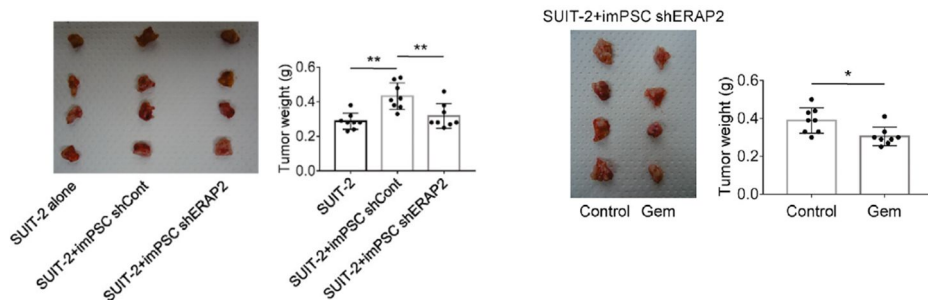 SUIT-2 alone
SUIT-2+imPSC shCont
SUIT-2+imPSC shERAP2
Tumor weight (g)
0.6
0.4
0.2
0.0
**
**
SUIT-2
SUIT-2+imPSC shCont
SUIT-2+imPSC shERAP2
SUIT-2+imPSC shERAP2
Control Gem
Tumor weight (g)
0.6
0.4
0.2
0.0
*
Control Gem